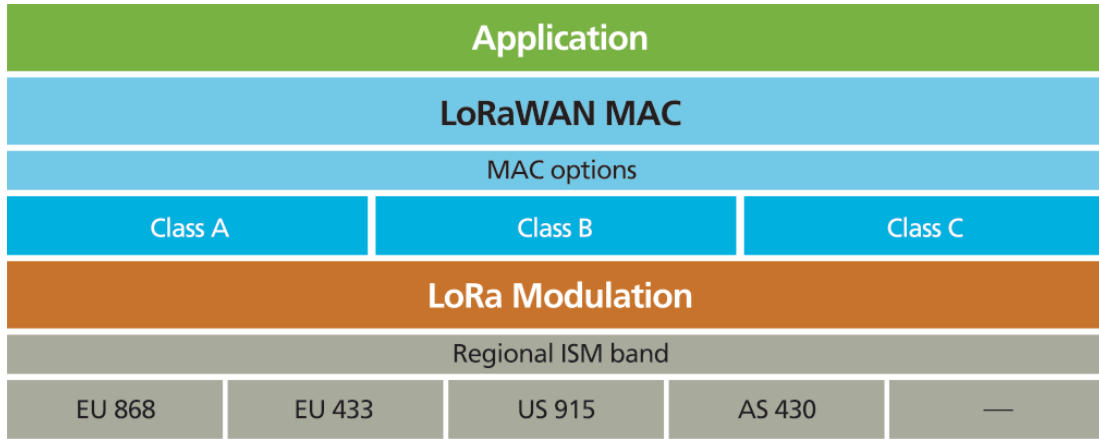 Application
LoRaWAN MAC
MAC options
Class A Class B Class C
LoRa Modulation
Regional ISM band
EU 868 EU 433 US 915 AS 430 —